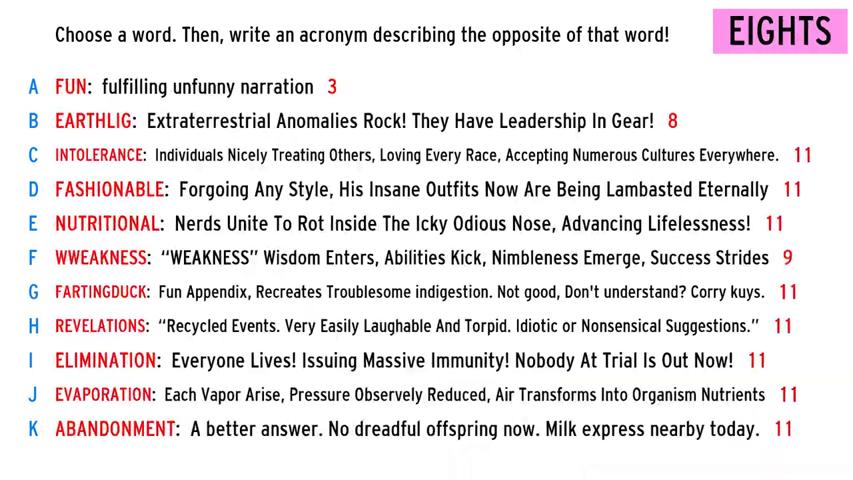 Choose a word. Then, write an acronym describing the opposite of that word!
EIGHTS
A FUN: fulfilling unfunny narration 3
B EARTHLIG: Extraterrestrial Anomalies Rock! They Have Leadership In Gear! 8
C INTOLERANCE: Individuals Nicely Treating Others, Loving Every Race, Accepting Numerous Cultures Everywhere. 11
D FASHIONABLE: Forgoing Any Style, His Insane Outfits Now Are Being Lambasted Eternally 11
E NUTRITIONAL: Nerds Unite To Rot Inside The Icky Odious Nose, Advancing Lifelessness! 11
F WWEAKNESS: “WEAKNESS” Wisdom Enters, Abilities Kick, Nimbleness Emerge, Success Strides 9
G FARTINGDUCK: Fun Appendix, Recreates Troublesome indigestion. Not good, Don't understand? Corry kuys. 11
H REVELATIONS: “Recycled Events. Very Easily Laughable And Torpid. Idiotic or Nonsensical Suggestions.” 11
I ELIMINATION: Everyone Lives! Issuing Massive Immunity! Nobody At Trial Is Out Now! 11
J EVAPORATION: Each Vapor Arise, Pressure Observely Reduced, Air Transforms Into Organism Nutrients 11
K ABANDONMENT: A better answer. No dreadful offspring now. Milk express nearby today. 11